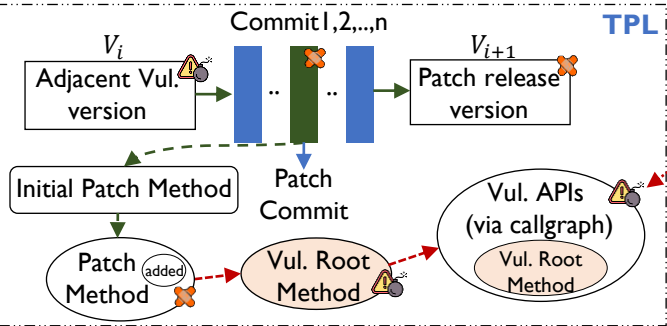 Commit1,2,..,n
TPL
V_i
V_{i+1}
Adjacent Vul.
version
..
..
Patch release
version
Initial Patch Method
Patch
Commit
Patch
Method
added
Vul. Root
Method
Vul. APIs
(via callgraph)
Vul. Root
Method